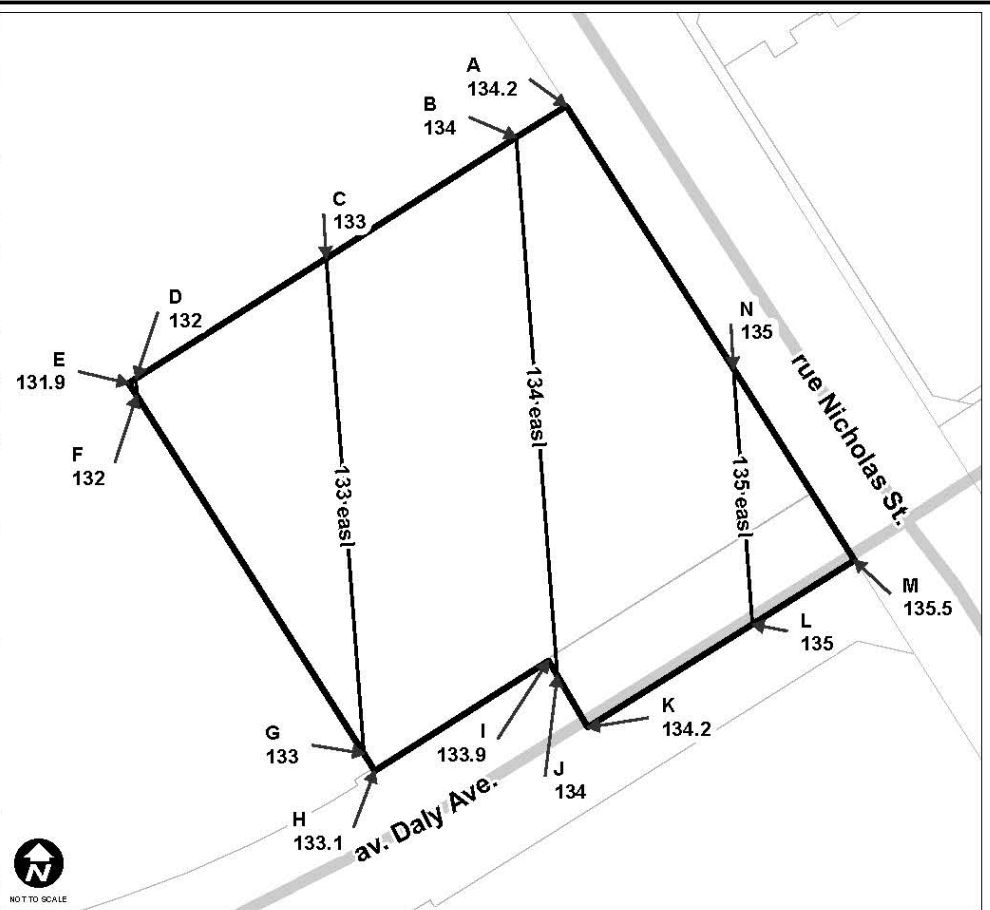 A
134.2
B
134
C
133
D
132
E
131.9
F
132
N
135
rue Nicholas St.
134·easl
133·easl
135·easl
M
135.5
L
135
K
134.2
G
133
I
133.9
J
134
H
133.1
av. Daly Ave.
N
NOT TO SCALE